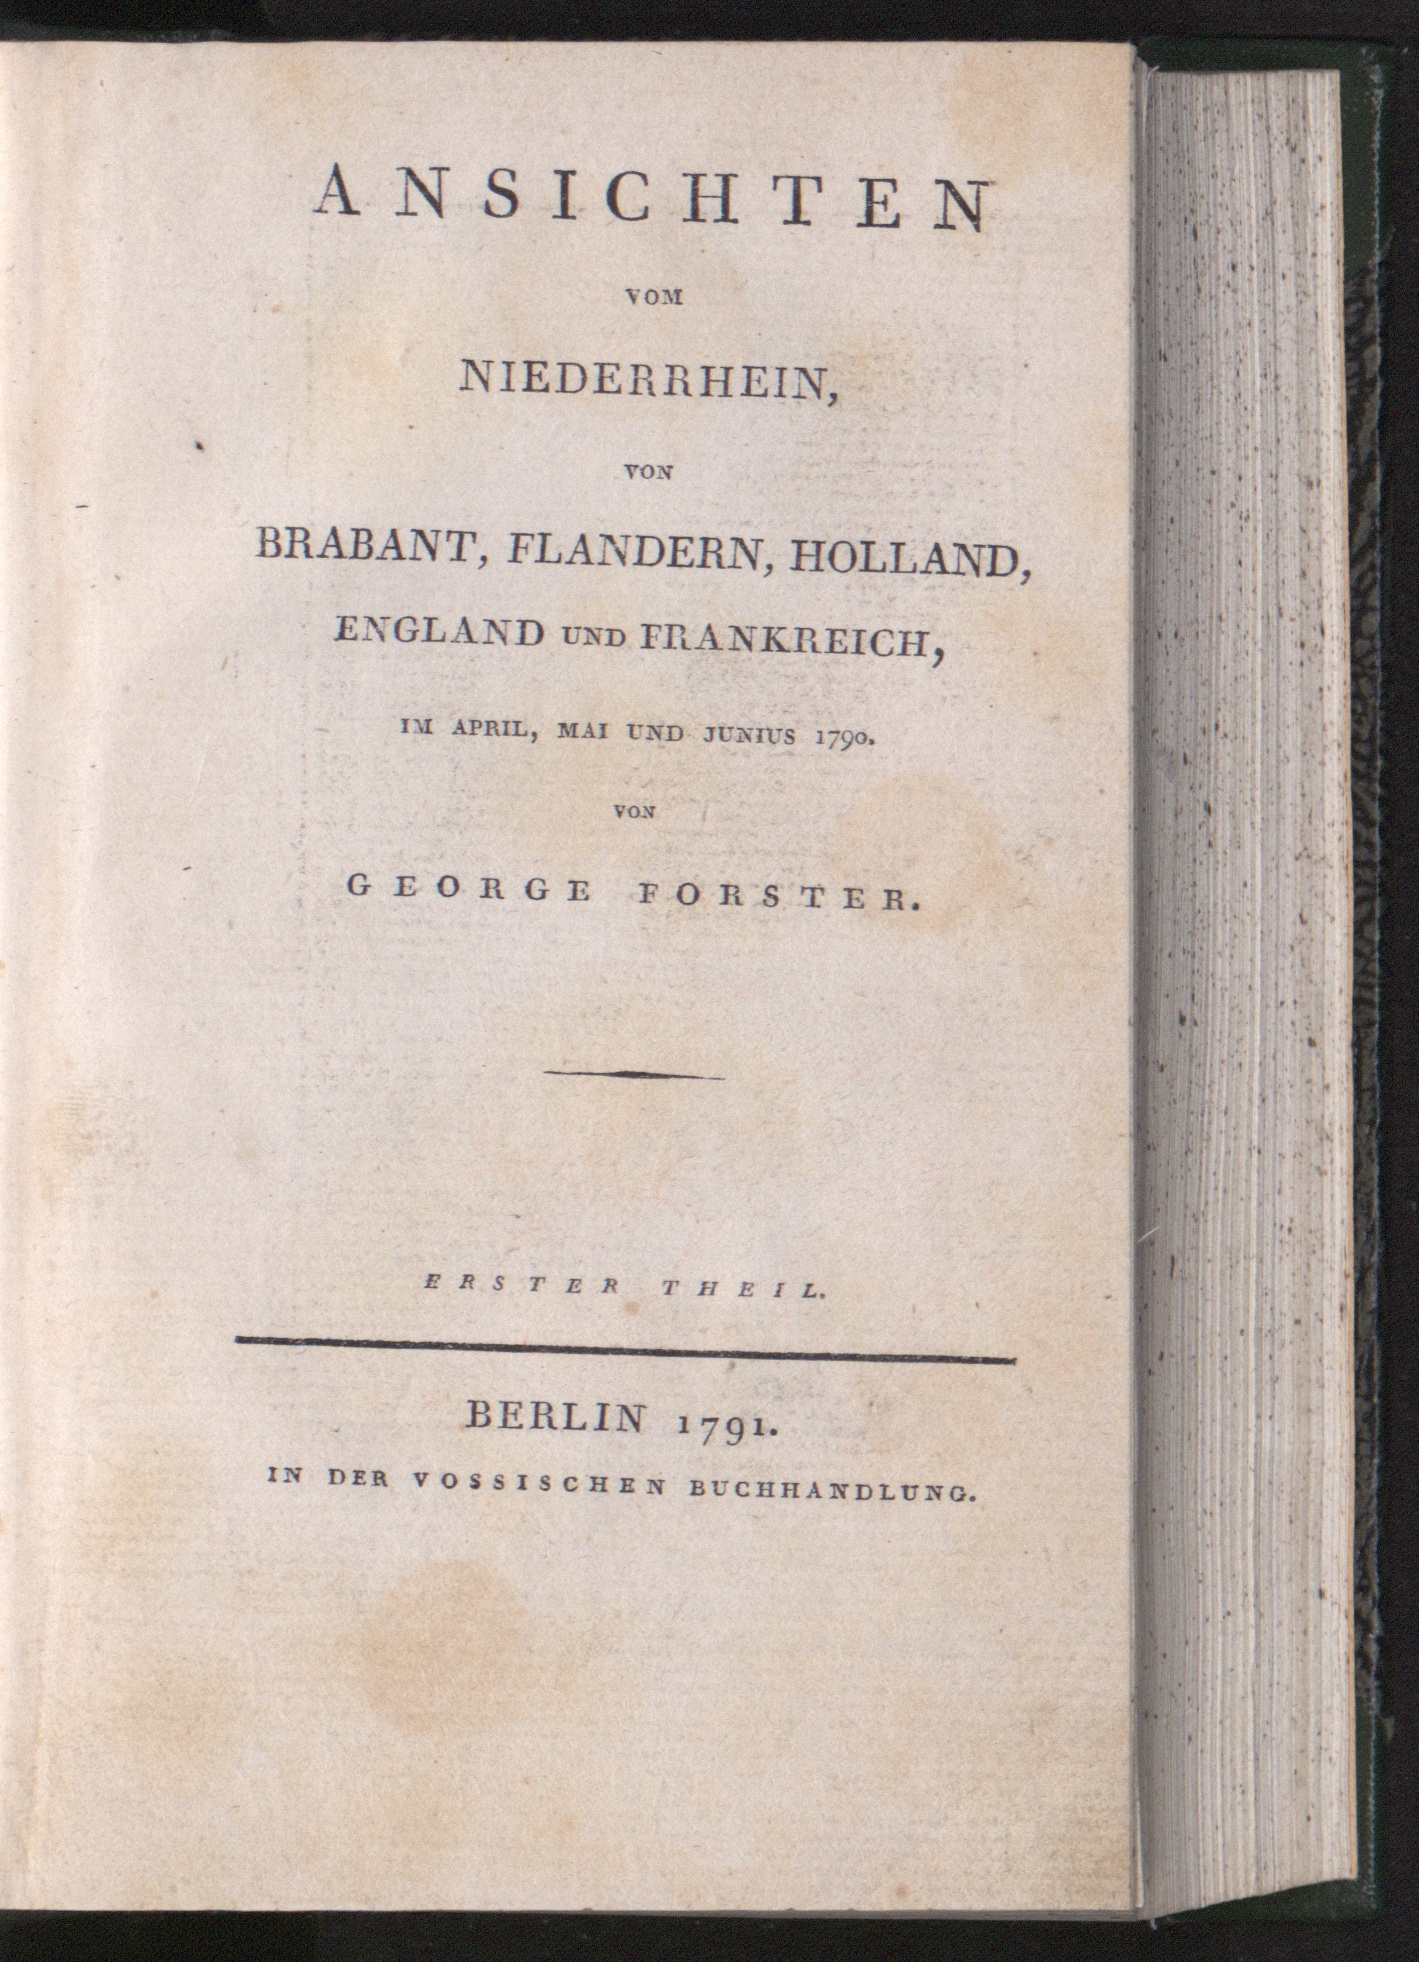 ANSICHTEN
VOM
NIEDERRHEIN,
VON
BRABANT, FLANDERN, HOLLAND,
ENGLAND UND FRANKREICH,
IM APRIL, MAI UND JUNIUS 1790.
VON
GEORGE FORSTER.
ERSTER THEIL.
BERLIN 1791.
IN DER VOSSISCHEN BUCHHANDLUNG.